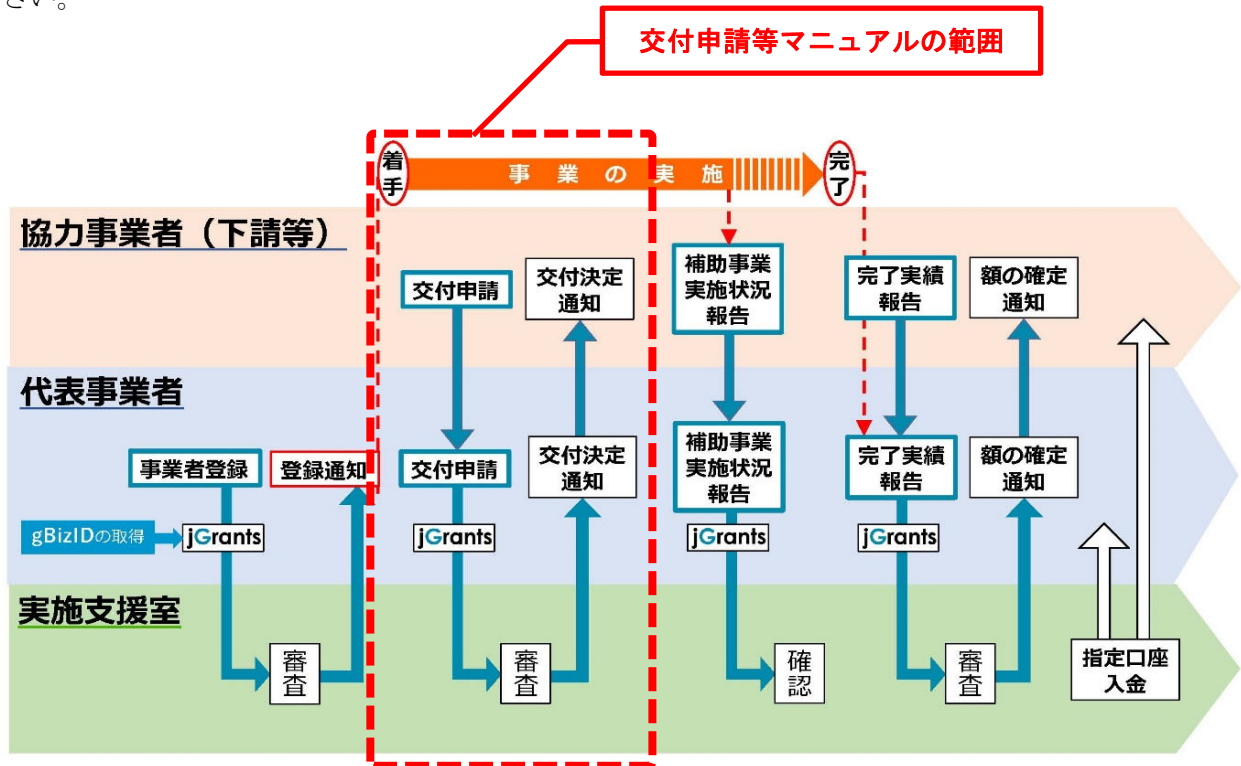 さい。
交付申請等マニュアルの範囲
着
手
事業の実施
完
了
協力事業者（下請等）
交付申請
交付決定
通知
補助事業
実施状況
報告
完了実績
報告
額の確定
通知
代表事業者
事業者登録
登録通知
交付申請
交付決定
通知
補助事業
実施状況
報告
完了実績
報告
額の確定
通知
gBizIDの取得
jGrants
jGrants
jGrants
jGrants
実施支援室
審
査
審
査
確
認
審
査
指定口座
入金